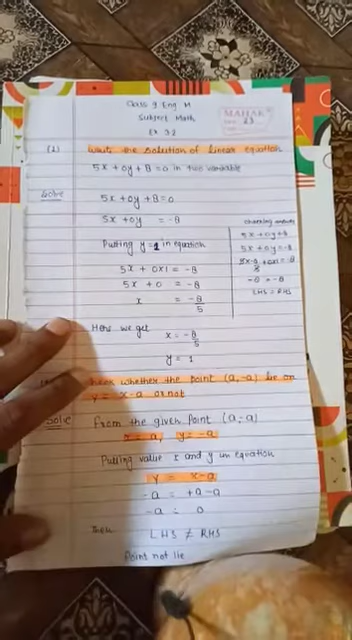 Class 9 Eng. M
Subject Math
Ex 3.2
MAHAK
(2) Write the solution of linear equation
5x + 0y + 8 = 0 in two variable
Solve
5x + 0y + 8 = 0
5x + 0y = -8
Putting y = 1 in equation
5x + 0x1 = -8
5x + 0 = -8
x = -8/5
checking answer
5x + 0y + 8
5x + 0y = -8
-8 = -8
LHS = RHS
Here we get x = -8/5
y = 1
whether the point (a, -a) lie on
y = x-a or not
Solve From the given Point (a, -a)
x = a, y = -a
Putting value x and y in equation
y = x-a
-a = +a -a
-a = 0
Then LHS ≠ RHS
Point not lie